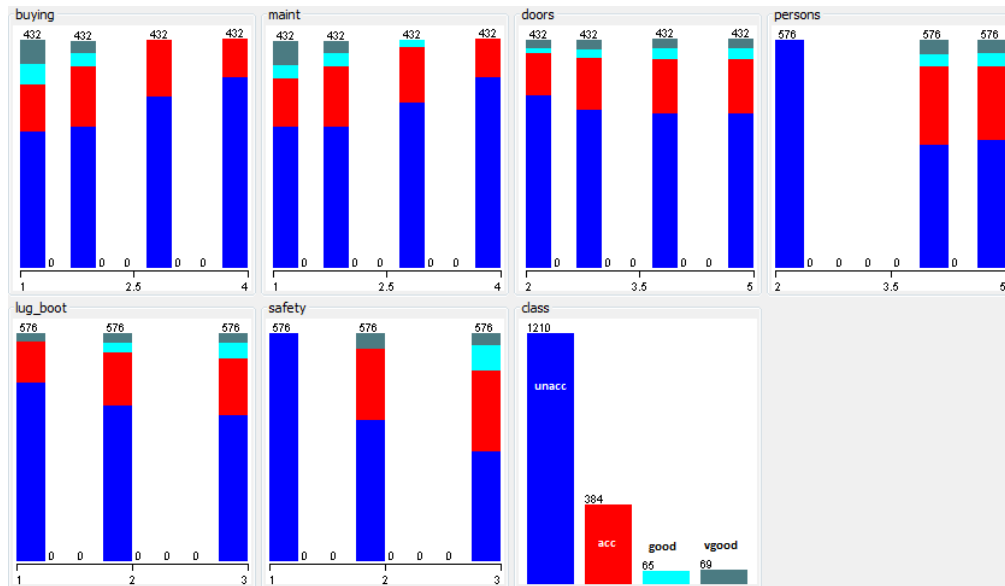 buying
432 432 432 432
0 0 0 0 0
1 2.5 4
maint
432 432 432 432
0 0 0 0 0
1 2.5 4
doors
432 432 432 432
0 0 0 0 0
2 3.5 5
persons
576 576 576
0 0 0 0 0
2 3.5 5
lug_boot
576 576 576
0 0 0 0 0
1 2 3
safety
576 576 576
0 0 0 0 0
1 2 3
class
1210
unacc
384
acc
good
65
vgood
69